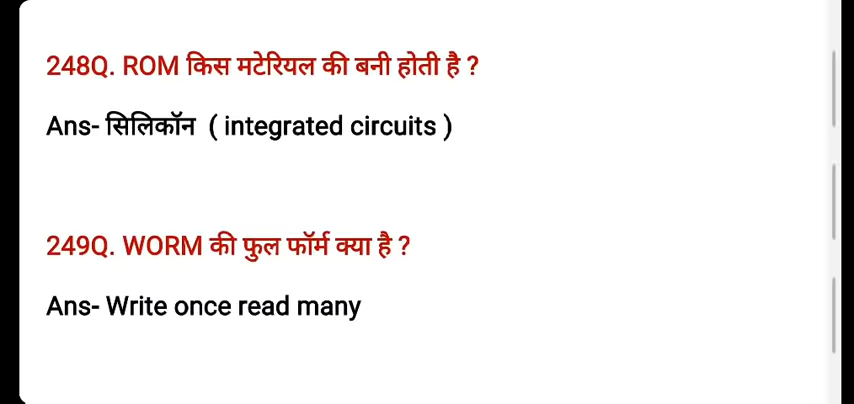 248Q. ROM किस मटेरियल की बनी होती है ?
Ans- सिलिकॉन ( integrated circuits )
249Q. WORM की फुल फॉर्म क्या है ?
Ans- Write once read many